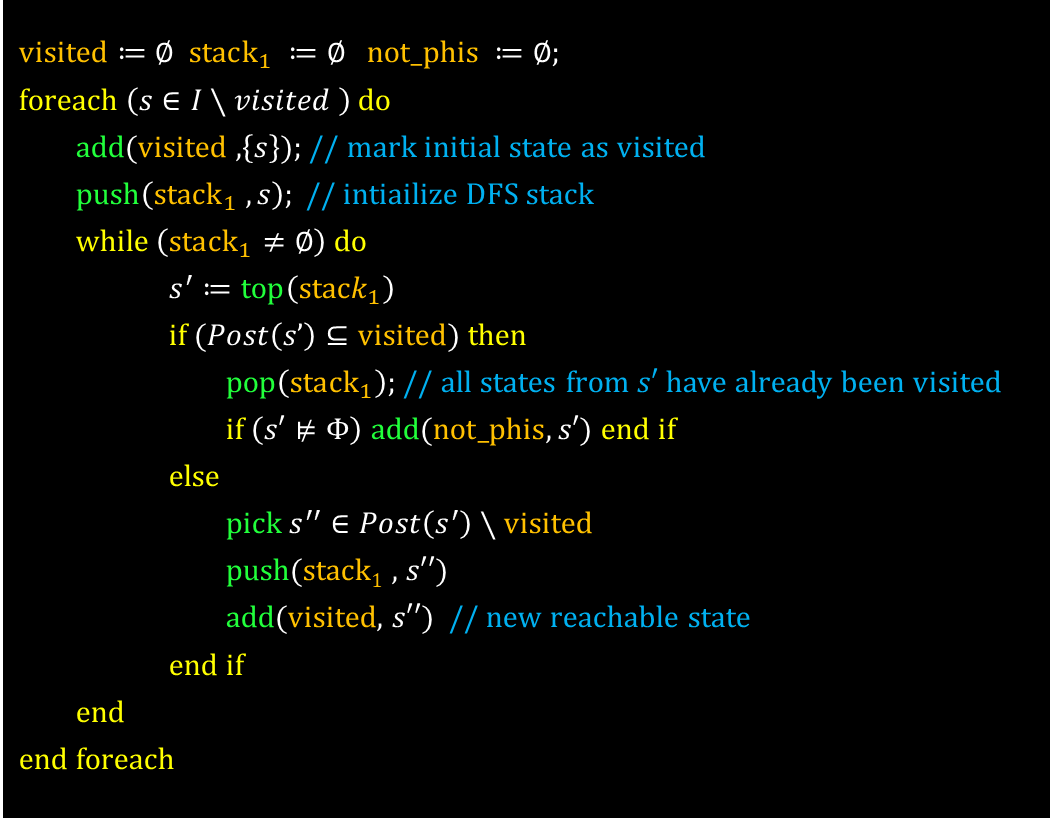 visited ≔ ∅ stack₁ ≔ ∅ not_phis ≔ ∅;
foreach (s ∈ I \ visited ) do
add(visited ,{s}); // mark initial state as visited
push(stack₁ , s); // intiailize DFS stack
while (stack₁ ≠ ∅) do
s′ ≔ top(stack₁)
if (Post(s’) ⊆ visited) then
pop(stack₁); // all states from s′ have already been visited
if (s′ ⊭ Φ) add(not_phis, s′) end if
else
pick s′′ ∈ Post(s′) \ visited
push(stack₁ , s′′)
add(visited, s′′) // new reachable state
end if
end
end foreach